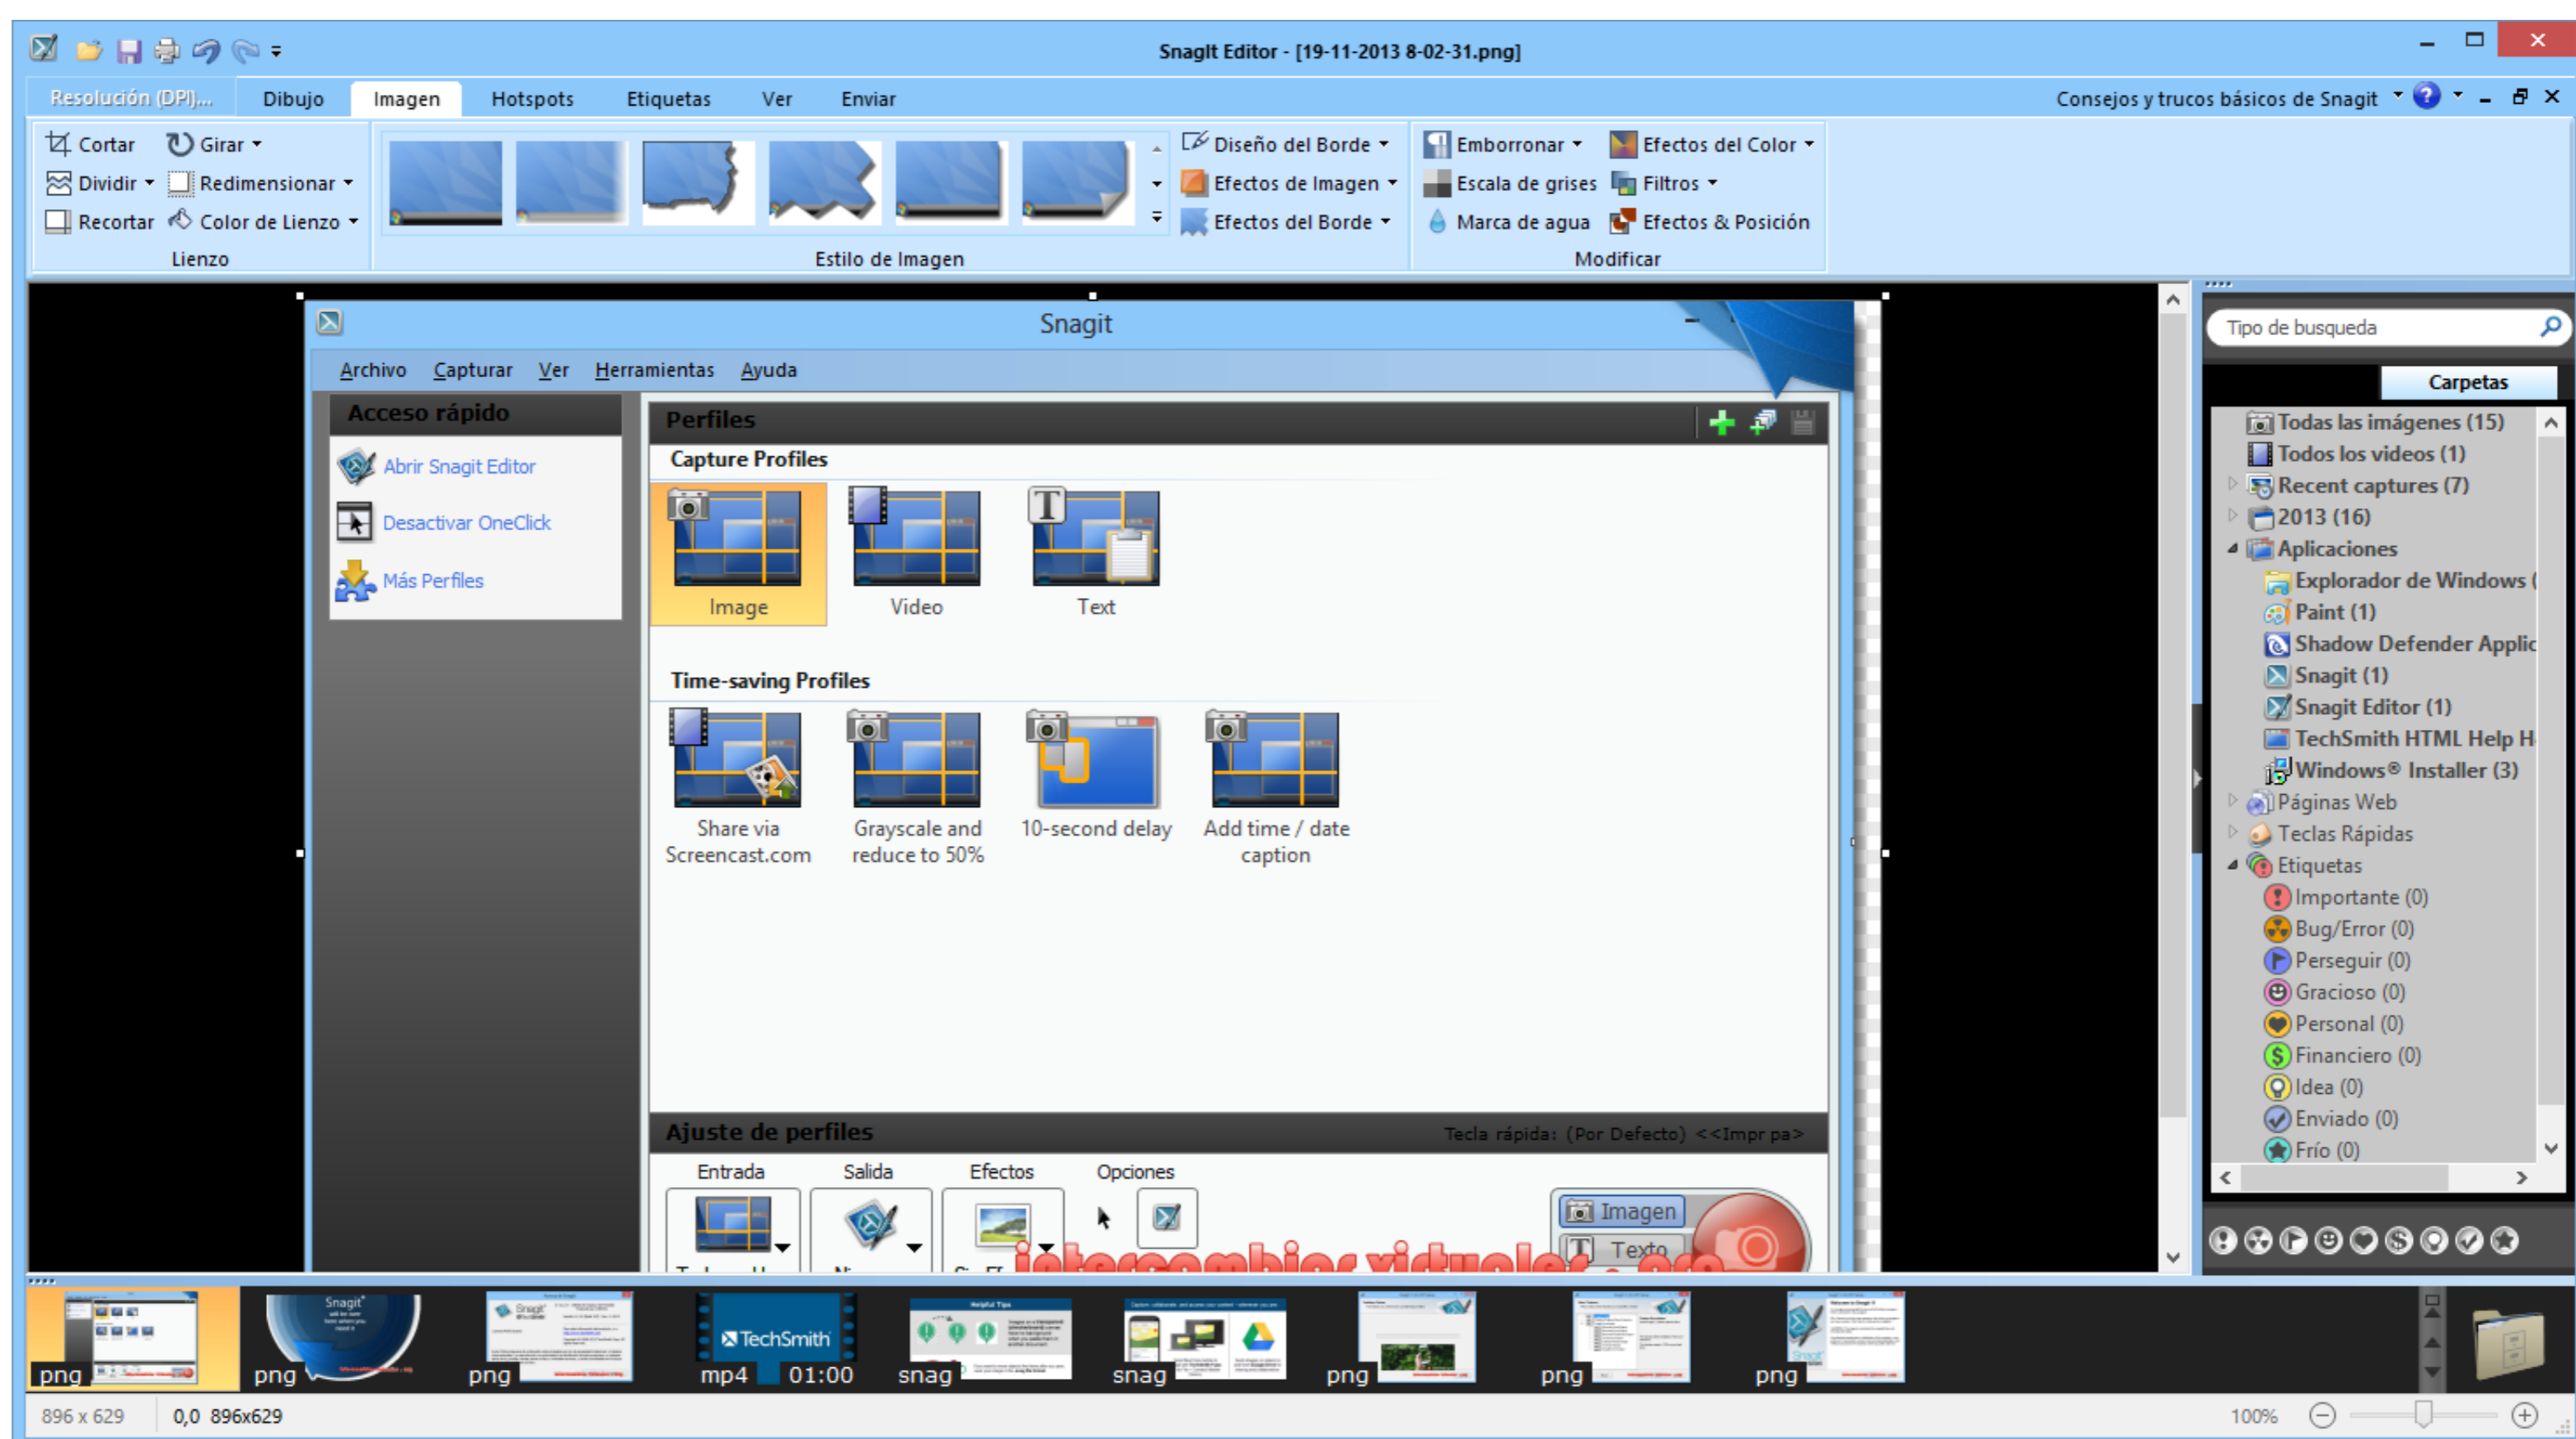 SnagIt Editor - [19-11-2013 8-02-31.png]
Resolución (DPI)... Dibujo Imagen Hotspots Etiquetas Ver Enviar Consejos y trucos básicos de Snagit
Cortar Girar Diseño del Borde Emborronar Efectos del Color
Dividir Redimensionar Efectos de Imagen Escala de grises Filtros
Recortar Color de Lienzo Efectos del Borde Marca de agua Efectos & Posición
Lienzo Estilo de Imagen Modificar
Snagit
Archivo Capturar Ver Herramientas Ayuda
Acceso rápido
Abrir Snagit Editor
Desactivar OneClick
Más Perfiles
Perfiles
Capture Profiles
Image Video Text
Time-saving Profiles
Share via Screencast.com
Grayscale and reduce to 50%
10-second delay
Add time / date caption
Ajuste de perfiles Tecla rápida: (Por Defecto) <<Impr pa>
Entrada Salida Efectos Opciones
Imagen
Texto
Tipo de busqueda
Carpetas
Todas las imágenes (15)
Todos los videos (1)
Recent captures (7)
2013 (16)
Aplicaciones
Explorador de Windows (
Paint (1)
Shadow Defender Applic
Snagit (1)
Snagit Editor (1)
TechSmith HTML Help H
Windows® Installer (3)
Páginas Web
Teclas Rápidas
Etiquetas
Importante (0)
Bug/Error (0)
Perseguir (0)
Gracioso (0)
Personal (0)
Financiero (0)
Idea (0)
Enviado (0)
Frío (0)
Snagit
TechSmith
Helpful Tips
png png png mp4 01:00 snag snag png png png
896 x 629 0,0 896x629 100%